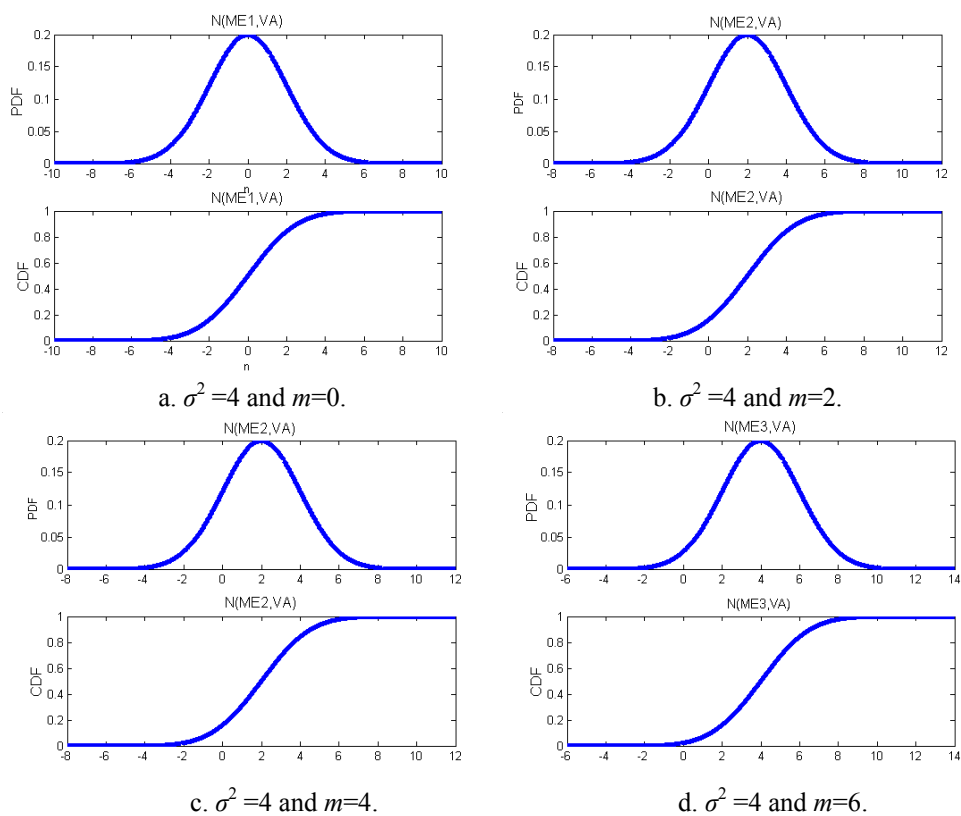 N(ME1,VA)
PDF
0.2
0.15
0.1
0.05
0
-10 -8 -6 -4 -2 0 2 4 6 8 10
n
N(ME1,VA)
CDF
1
0.8
0.6
0.4
0.2
0
-10 -8 -6 -4 -2 0 2 4 6 8 10
n
a. σ² =4 and m=0.
N(ME2,VA)
PDF
0.2
0.15
0.1
0.05
0
-8 -6 -4 -2 0 2 4 6 8 10 12
N(ME2,VA)
CDF
1
0.8
0.6
0.4
0.2
0
-8 -6 -4 -2 0 2 4 6 8 10 12
b. σ² =4 and m=2.
N(ME2,VA)
PDF
0.2
0.15
0.1
0.05
0
-8 -6 -4 -2 0 2 4 6 8 10 12
N(ME2,VA)
CDF
1
0.8
0.6
0.4
0.2
0
-8 -6 -4 -2 0 2 4 6 8 10 12
c. σ² =4 and m=4.
N(ME3,VA)
PDF
0.2
0.15
0.1
0.05
0
-6 -4 -2 0 2 4 6 8 10 12 14
N(ME3,VA)
CDF
1
0.8
0.6
0.4
0.2
0
-6 -4 -2 0 2 4 6 8 10 12 14
d. σ² =4 and m=6.